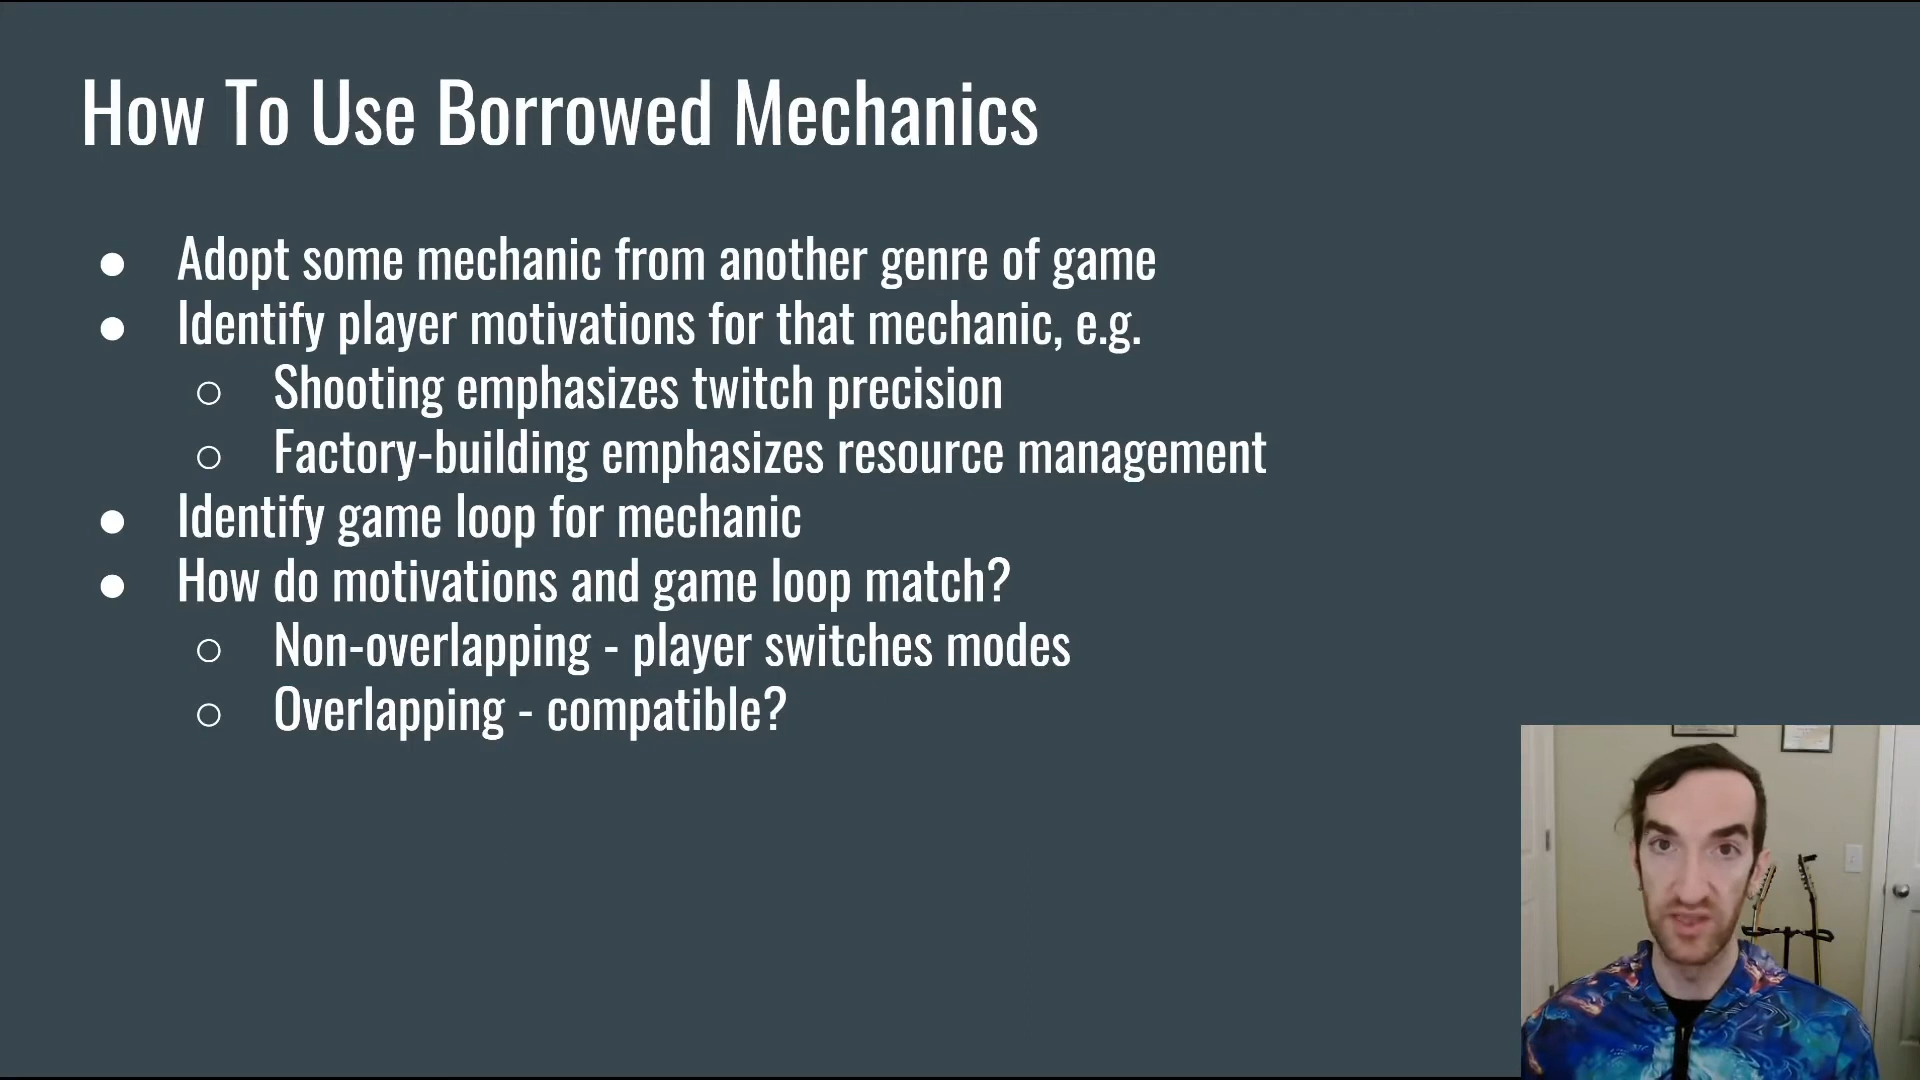 How To Use Borrowed Mechanics
● Adopt some mechanic from another genre of game
● Identify player motivations for that mechanic, e.g.
○ Shooting emphasizes twitch precision
○ Factory-building emphasizes resource management
● Identify game loop for mechanic
● How do motivations and game loop match?
○ Non-overlapping - player switches modes
○ Overlapping - compatible?